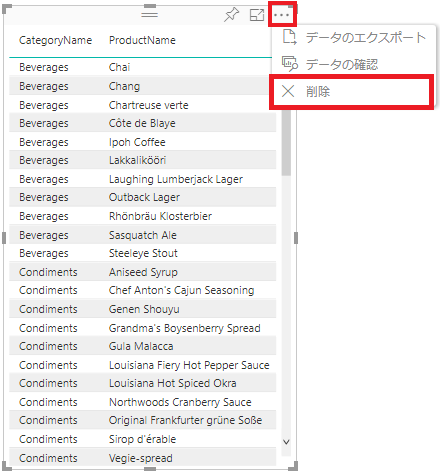 データのエクスポート
データの確認
削除
CategoryName ProductName
Beverages Chai
Beverages Chang
Beverages Chartreuse verte
Beverages Côte de Blaye
Beverages Ipoh Coffee
Beverages Lakkalikööri
Beverages Laughing Lumberjack Lager
Beverages Outback Lager
Beverages Rhönbräu Klosterbier
Beverages Sasquatch Ale
Beverages Steeleye Stout
Condiments Aniseed Syrup
Condiments Chef Anton's Cajun Seasoning
Condiments Genen Shouyu
Condiments Grandma's Boysenberry Spread
Condiments Gula Malacca
Condiments Louisiana Fiery Hot Pepper Sauce
Condiments Louisiana Hot Spiced Okra
Condiments Northwoods Cranberry Sauce
Condiments Original Frankfurter grüne Soße
Condiments Sirop d'érable
Condiments Vegie-spread